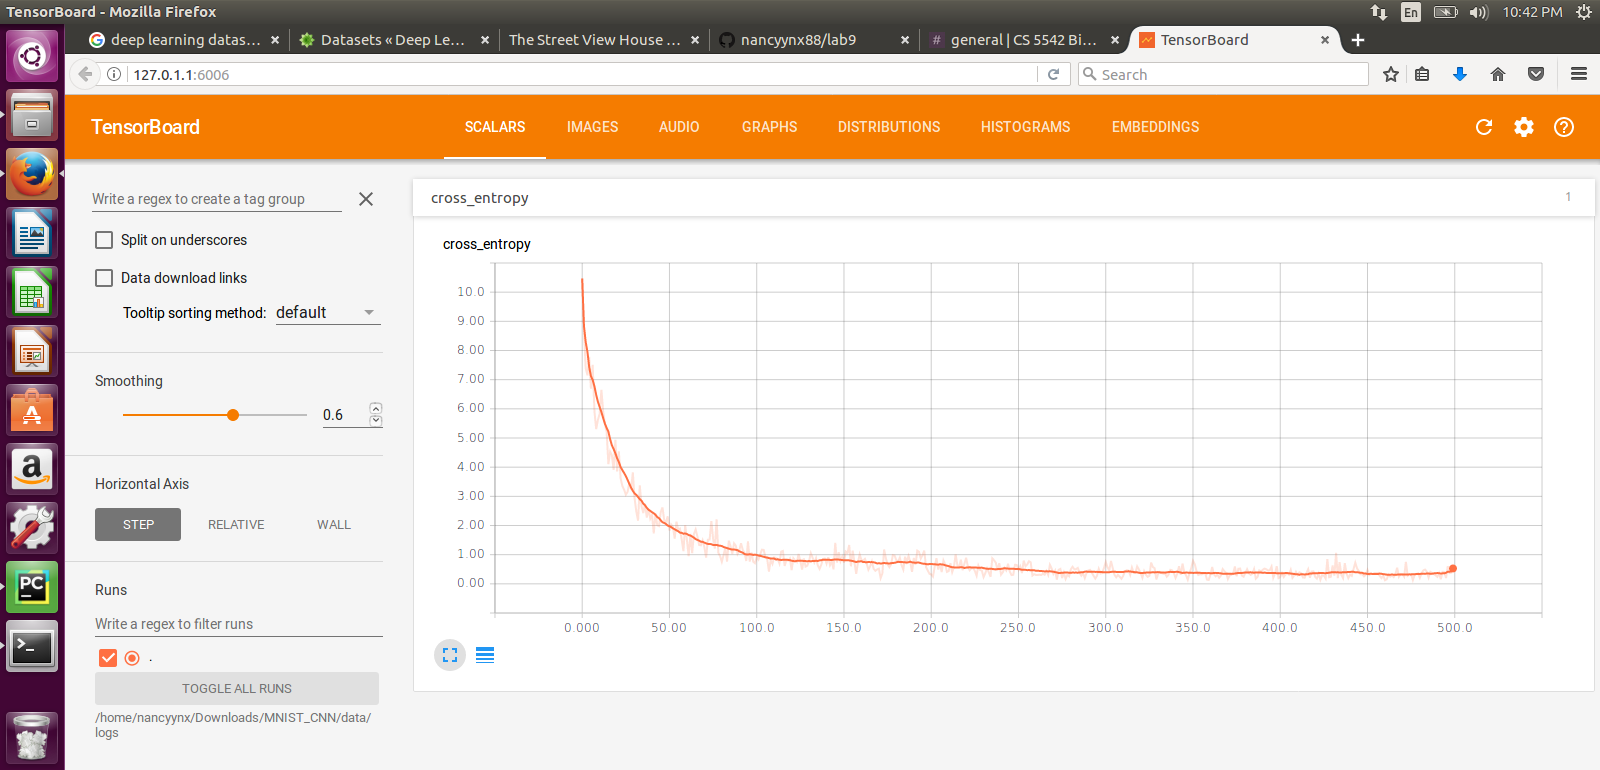 TensorBoard - Mozilla Firefox
En
10:42 PM
deep learning datas...
Datasets « Deep Le...
The Street View House ...
nancyynx88/lab9
# general | CS 5542 Bi...
TensorBoard
127.0.1.1:6006
Search
TensorBoard
SCALARS
IMAGES
AUDIO
GRAPHS
DISTRIBUTIONS
HISTOGRAMS
EMBEDDINGS
Write a regex to create a tag group
Split on underscores
Data download links
Tooltip sorting method: default
Smoothing
0.6
Horizontal Axis
STEP
RELATIVE
WALL
Runs
Write a regex to filter runs
.
TOGGLE ALL RUNS
/home/nancyynx/Downloads/MNIST_CNN/data/
logs
cross_entropy
1
cross_entropy
10.0
9.00
8.00
7.00
6.00
5.00
4.00
3.00
2.00
1.00
0.00
0.000
50.00
100.0
150.0
200.0
250.0
300.0
350.0
400.0
450.0
500.0
a
A
PC
>_